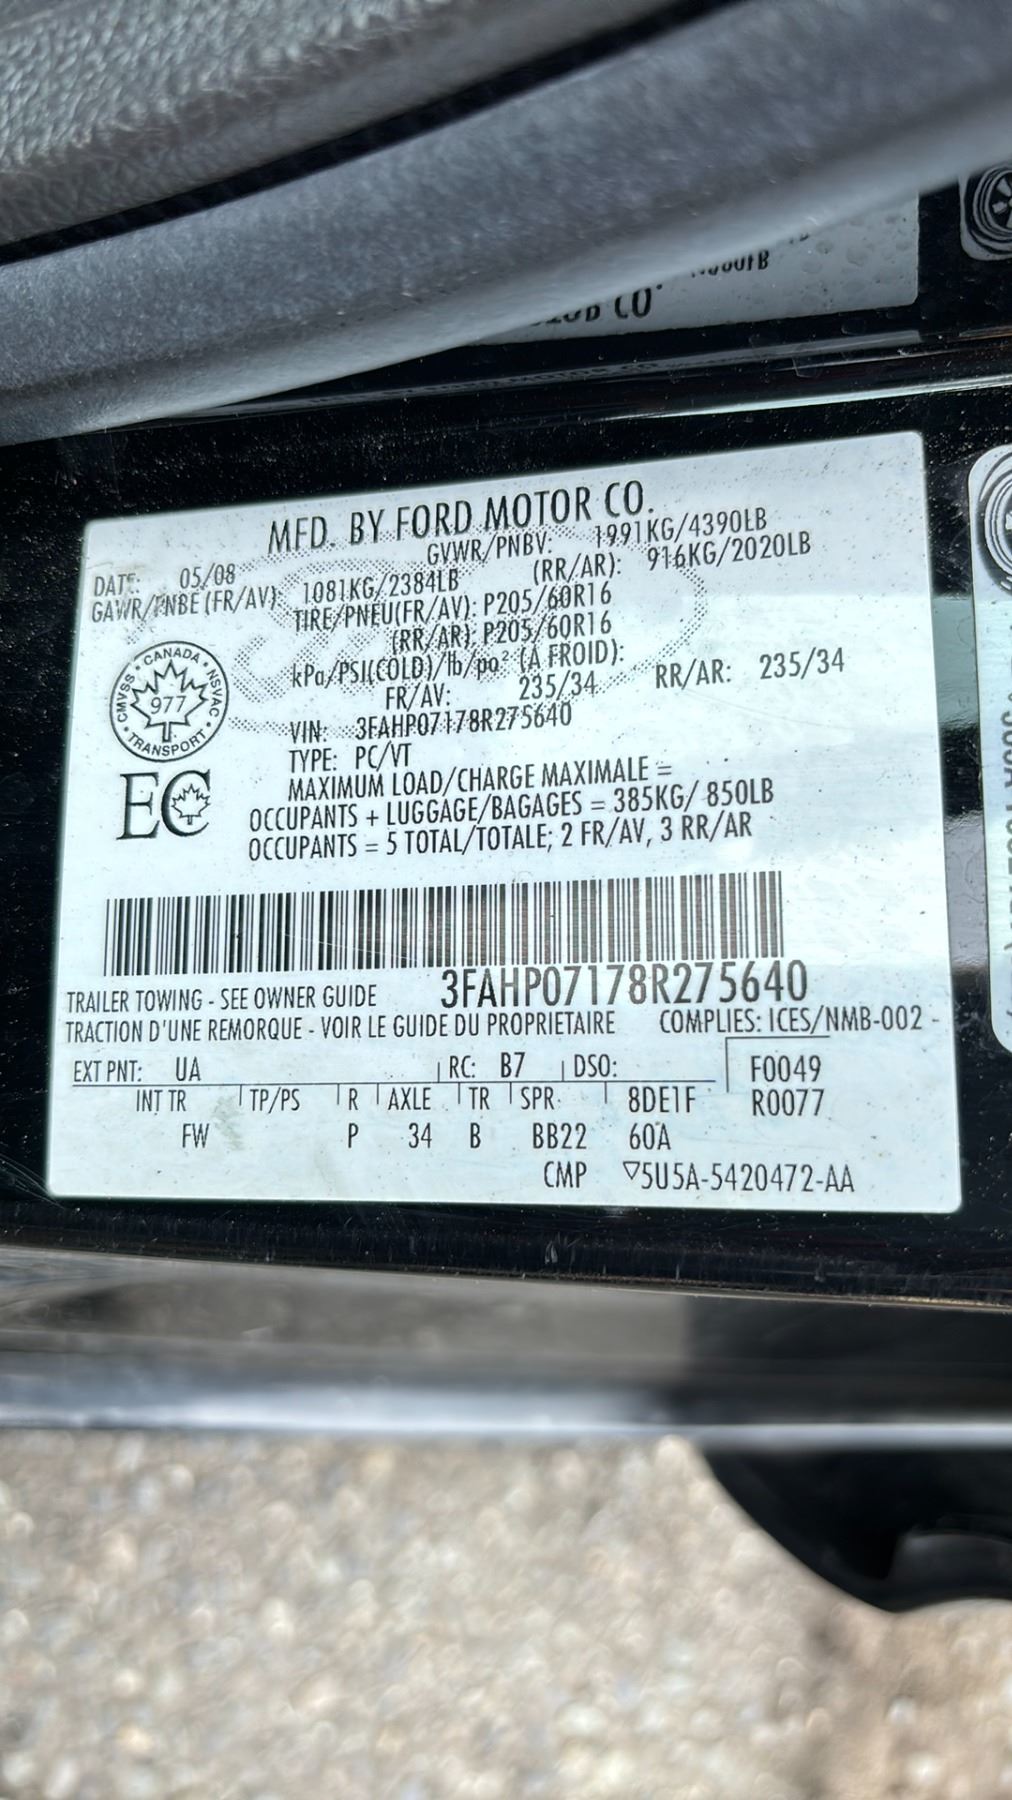 MFD. BY FORD MOTOR CO.
DATE: 05/08 GVWR/PNBV: 1991KG/4390LB
GAWR/PNBE (FR/AV): 1081KG/2384LB (RR/AR): 916KG/2020LB
TIRE/PNEU(FR/AV): P205/60R16
(RR/AR): P205/60R16
kPa/PSI(COLD)/lb/po² (A FROID):
FR/AV: 235/34 RR/AR: 235/34
CANADA
CMVSS NSVAC
977
TRANSPORT
VIN: 3FAHP07178R275640
TYPE: PC/VT
EC
MAXIMUM LOAD/CHARGE MAXIMALE =
OCCUPANTS + LUGGAGE/BAGAGES = 385KG/ 850LB
OCCUPANTS = 5 TOTAL/TOTALE; 2 FR/AV, 3 RR/AR
3FAHP07178R275640
TRAILER TOWING - SEE OWNER GUIDE
TRACTION D'UNE REMORQUE - VOIR LE GUIDE DU PROPRIETAIRE COMPLIES: ICES/NMB-002 -
EXT PNT: UA RC: B7 DSO: F0049
INT TR TP/PS R AXLE TR SPR 8DE1F R0077
FW P 34 B BB22 60A
CMP ▽5U5A-5420472-AA